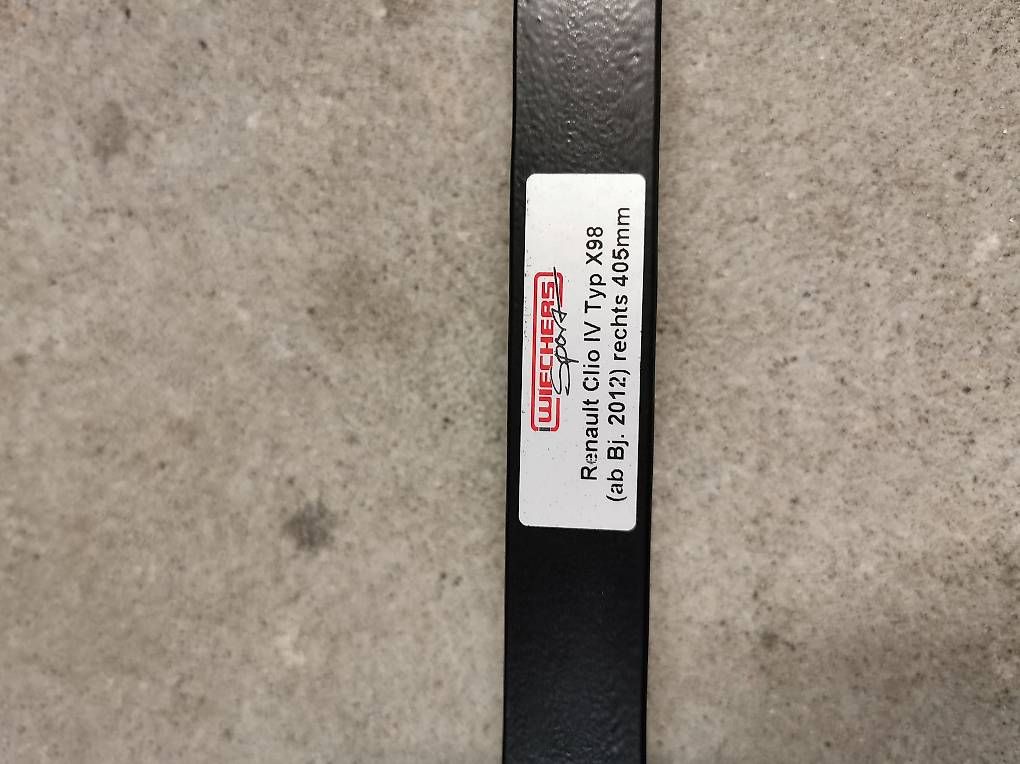 WIECHERS
Sport
Renault Clio IV Typ X98
(ab Bj. 2012) rechts 405mm